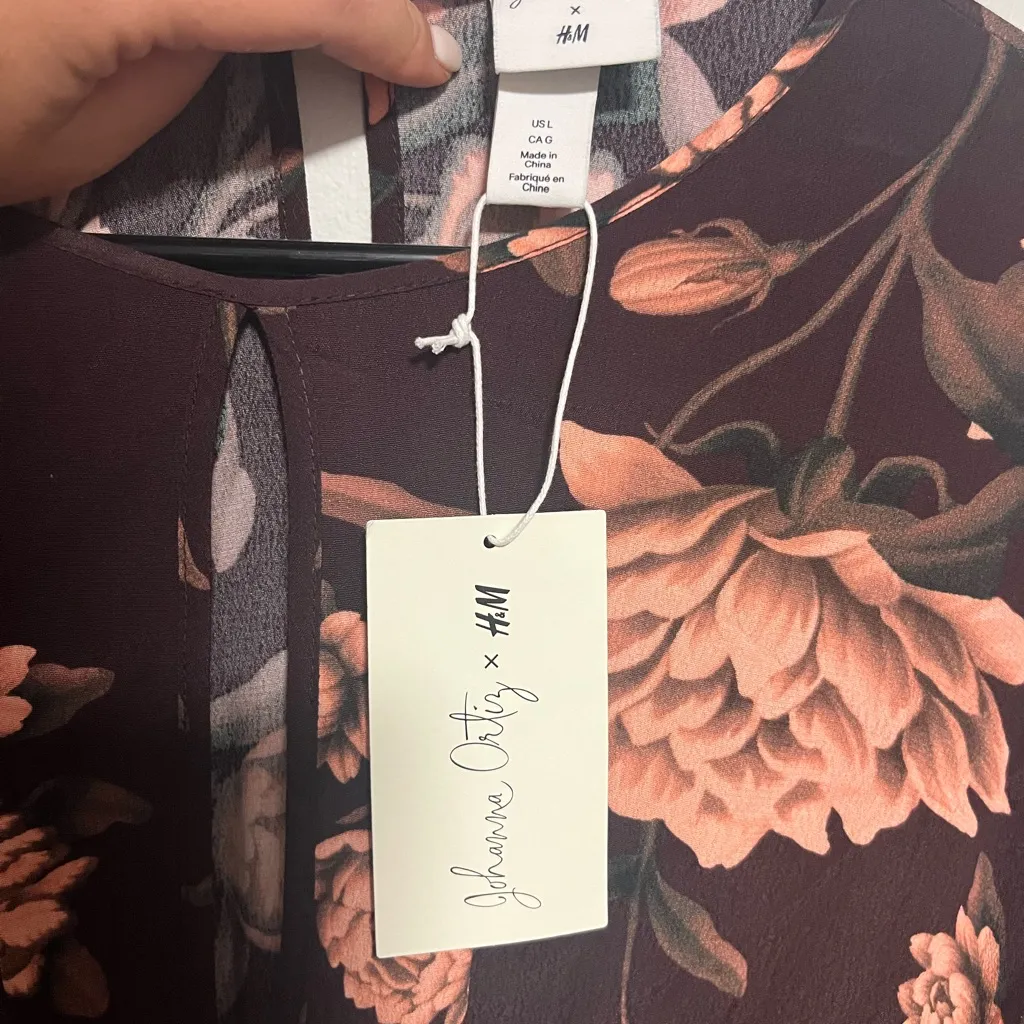 ×
H&M
US L
CA G
Made in
China
Fabriqué en
Chine
Johanna Ortiz × H&M